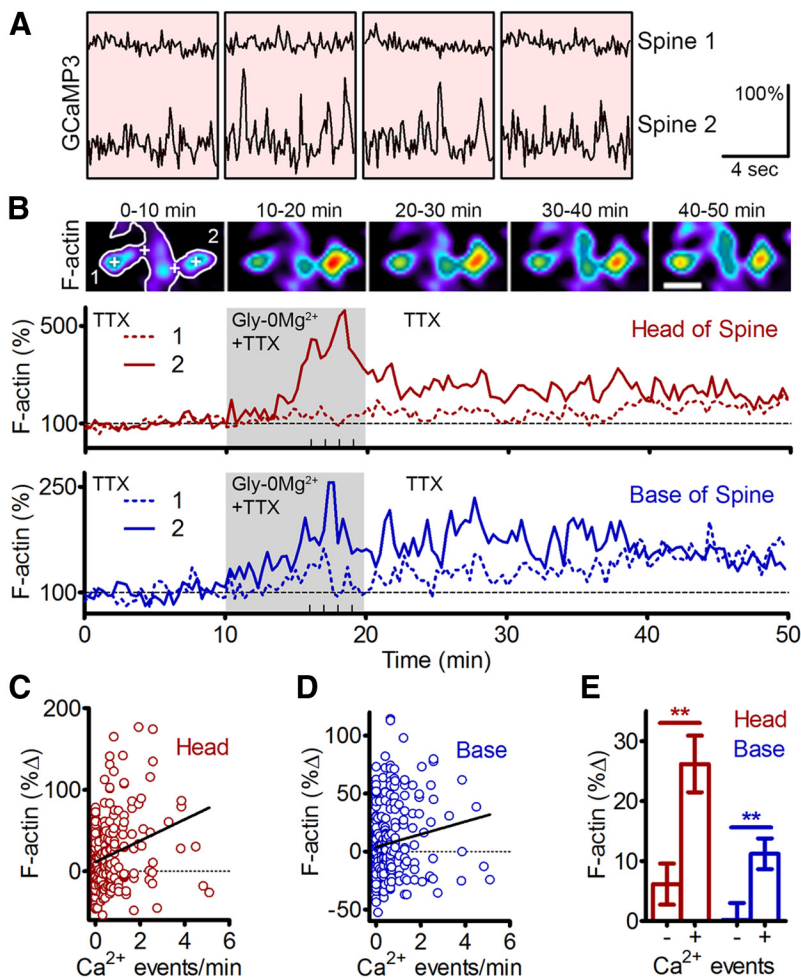 A
GCaMP3
Spine 1
Spine 2
100%
4 sec
B
0-10 min
10-20 min
20-30 min
30-40 min
40-50 min
F-actin
1
2
TTX
Gly-0Mg²⁺
+TTX
TTX
Head of Spine
1
2
F-actin (%)
500
100
TTX
Gly-0Mg²⁺
+TTX
TTX
Base of Spine
1
2
F-actin (%)
250
100
0
10
20
30
40
50
Time (min)
C
Head
F-actin (%Δ)
200
100
0
0
2
4
6
Ca²⁺ events/min
D
Base
F-actin (%Δ)
100
50
0
-50
0
2
4
6
Ca²⁺ events/min
E
Head
Base
**
**
F-actin (%Δ)
30
20
10
0
- + - +
Ca²⁺ events